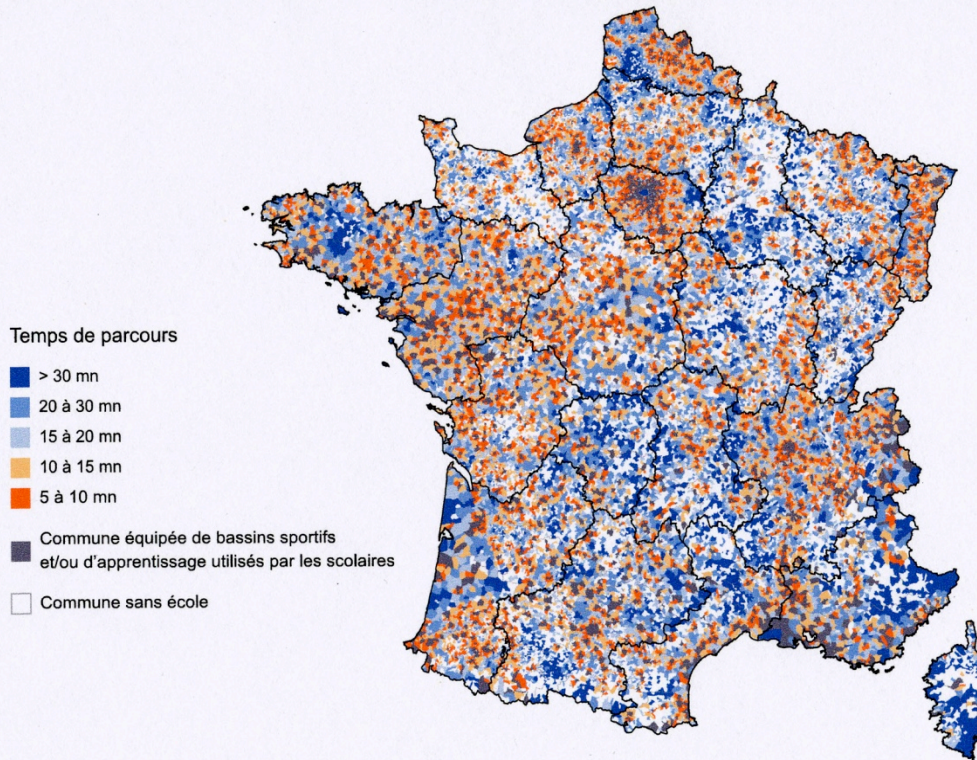 Temps de parcours
> 30 mn
20 à 30 mn
15 à 20 mn
10 à 15 mn
5 à 10 mn
Commune équipée de bassins sportifs
et/ou d'apprentissage utilisés par les scolaires
Commune sans école